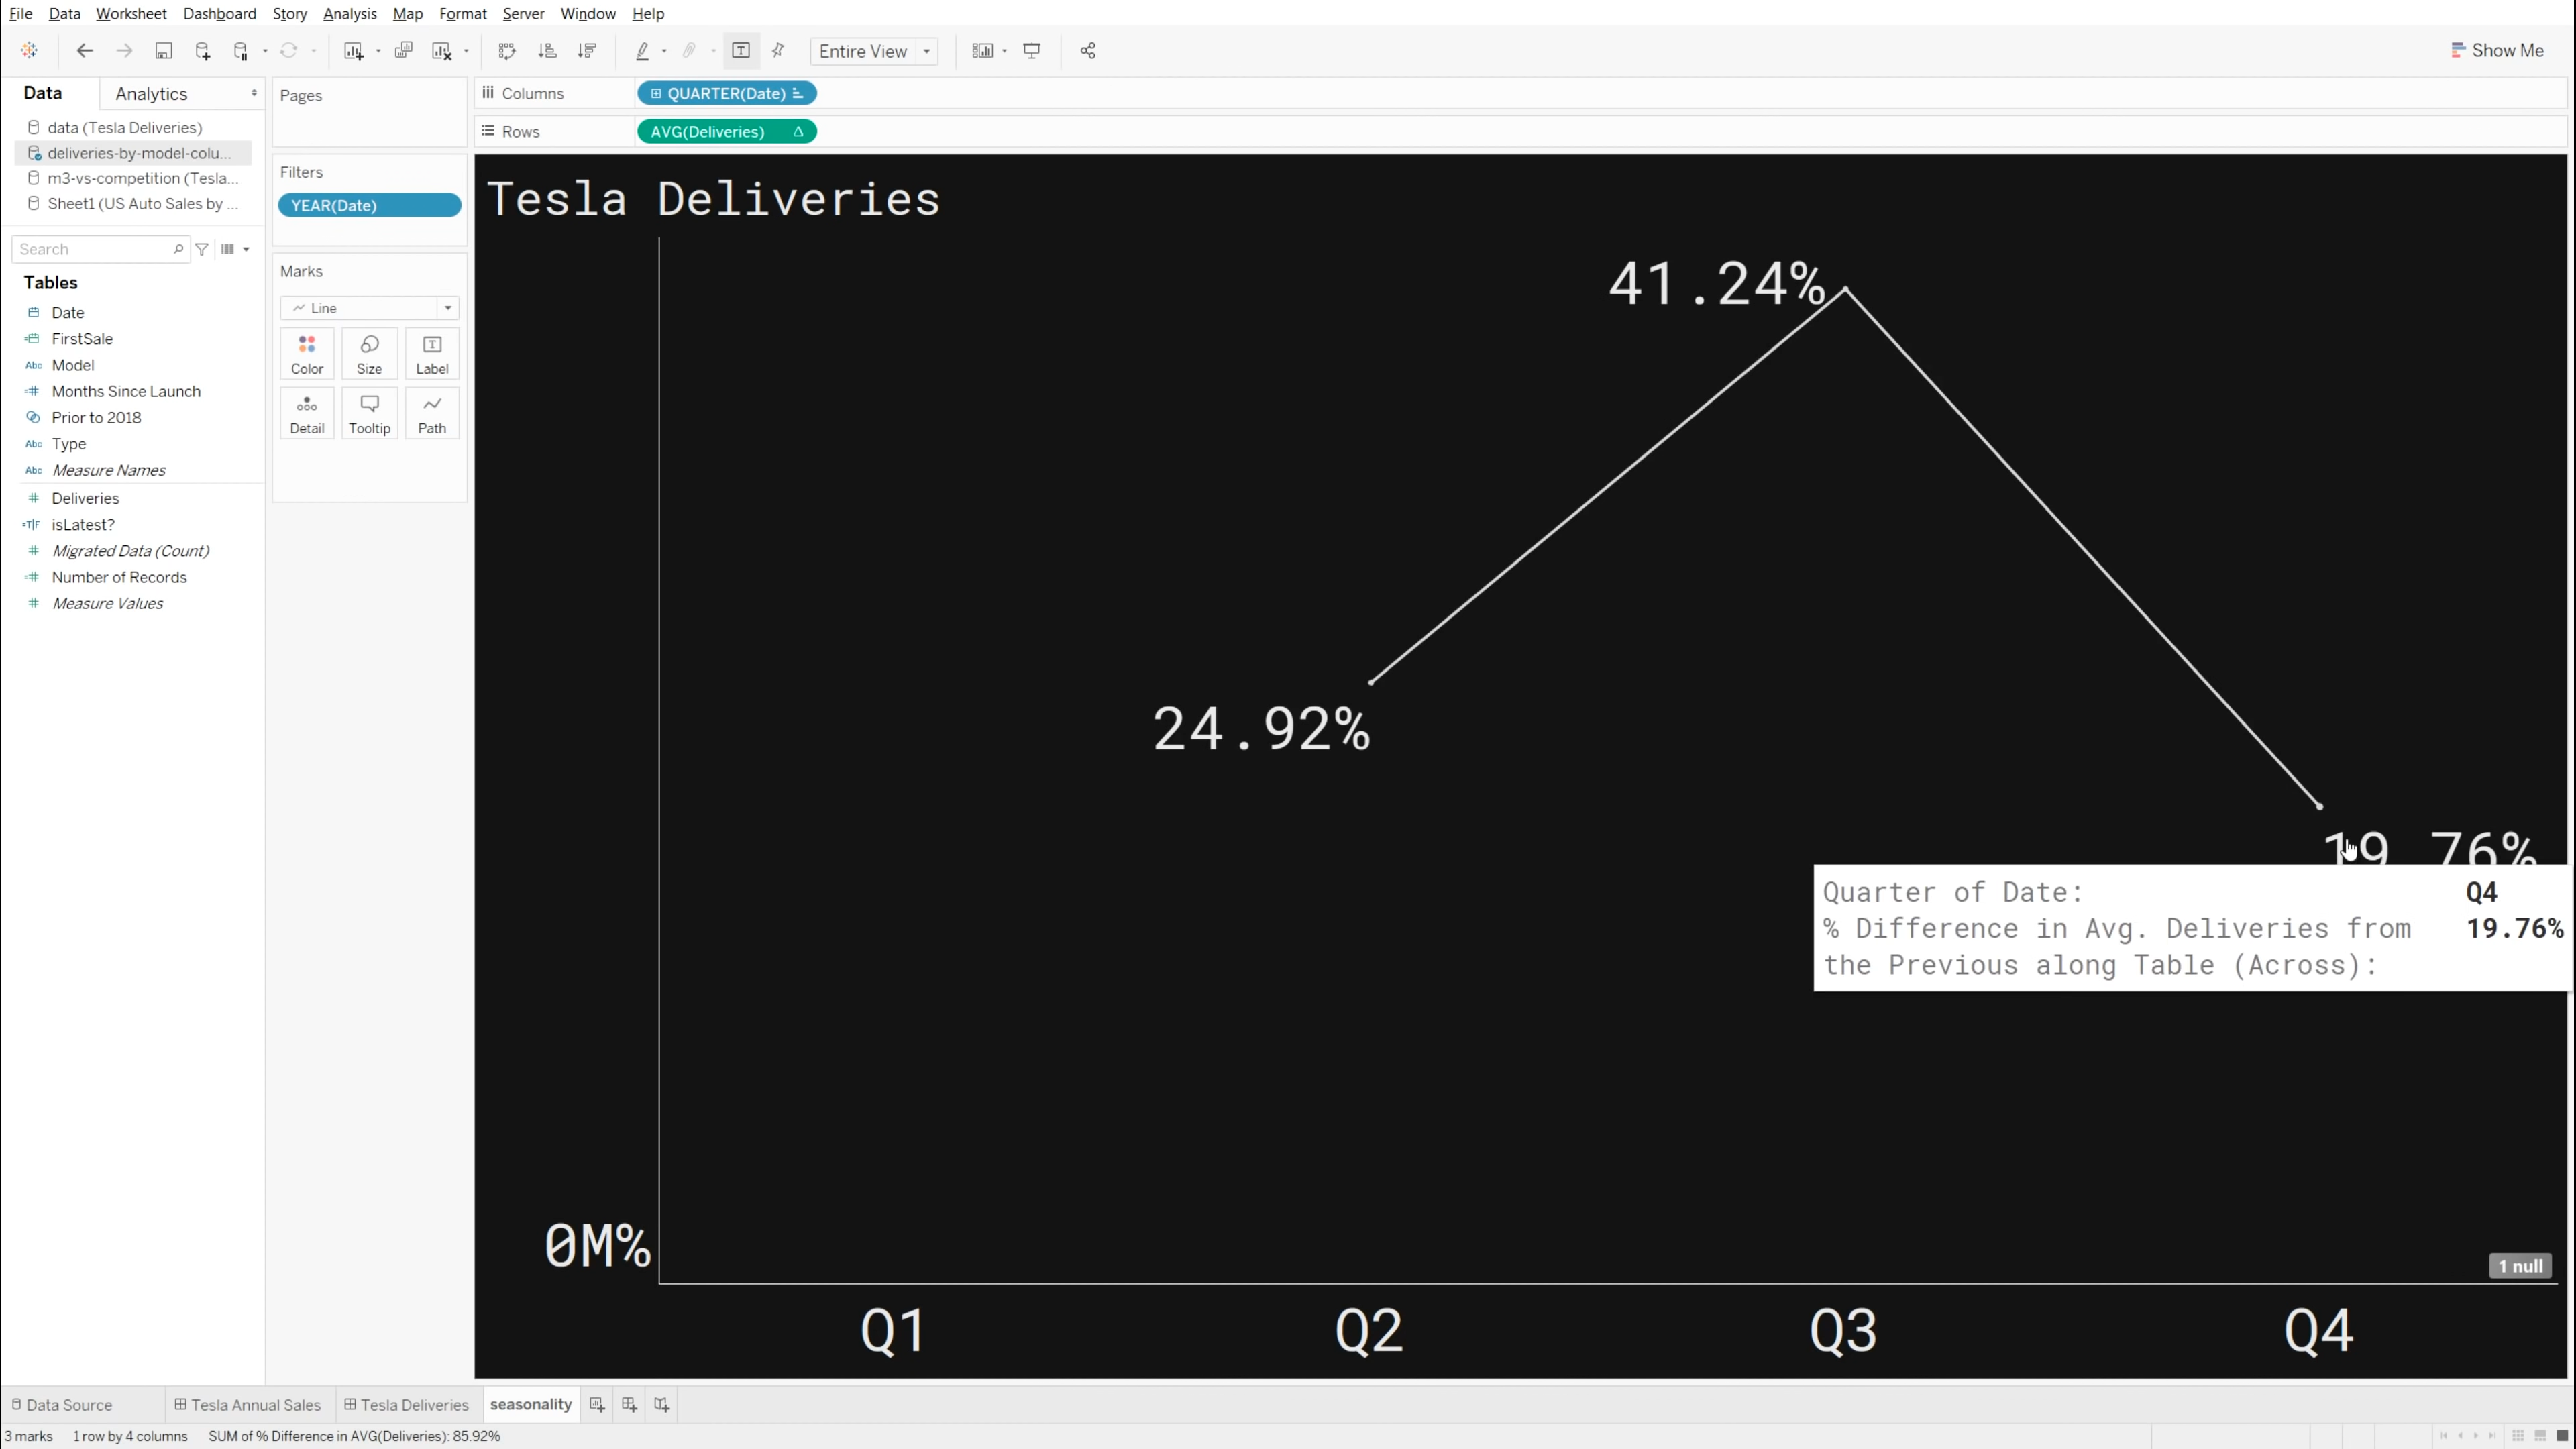 File Data Worksheet Dashboard Story Analysis Map Format Server Window Help
Entire View
Show Me
Data Analytics
data (Tesla Deliveries)
deliveries-by-model-colu...
m3-vs-competition (Tesla...
Sheet1 (US Auto Sales by ...
Search
Tables
Date
FirstSale
Abc Model
Months Since Launch
Prior to 2018
Abc Type
Abc Measure Names
# Deliveries
=T|F isLatest?
# Migrated Data (Count)
=# Number of Records
# Measure Values
Pages
Filters
YEAR(Date)
Marks
Line
Color Size Label
Detail Tooltip Path
Columns QUARTER(Date)
Rows AVG(Deliveries) Δ
Tesla Deliveries
41.24%
24.92%
19 76%
Quarter of Date: Q4
% Difference in Avg. Deliveries from 19.76%
the Previous along Table (Across):
0M%
1 null
Q1 Q2 Q3 Q4
Data Source Tesla Annual Sales Tesla Deliveries seasonality
3 marks 1 row by 4 columns SUM of % Difference in AVG(Deliveries): 85.92%